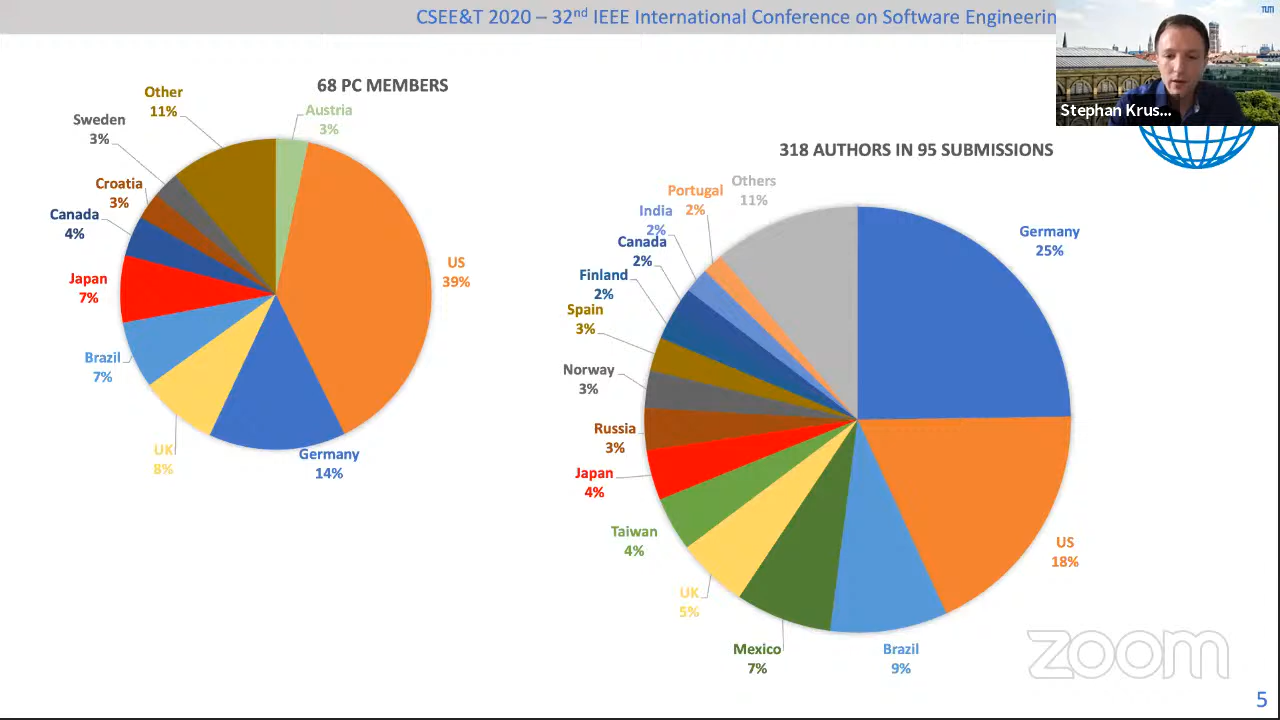 CSEE&T 2020 – 32nd IEEE International Conference on Software Engineerin
TUM
Stephan Krus...
68 PC MEMBERS
Austria
3%
US
39%
Germany
14%
UK
8%
Brazil
7%
Japan
7%
Canada
4%
Croatia
3%
Sweden
3%
Other
11%
318 AUTHORS IN 95 SUBMISSIONS
Germany
25%
US
18%
Brazil
9%
Mexico
7%
UK
5%
Taiwan
4%
Japan
4%
Russia
3%
Norway
3%
Spain
3%
Finland
2%
Canada
2%
India
2%
Portugal
2%
Others
11%
zoom
5